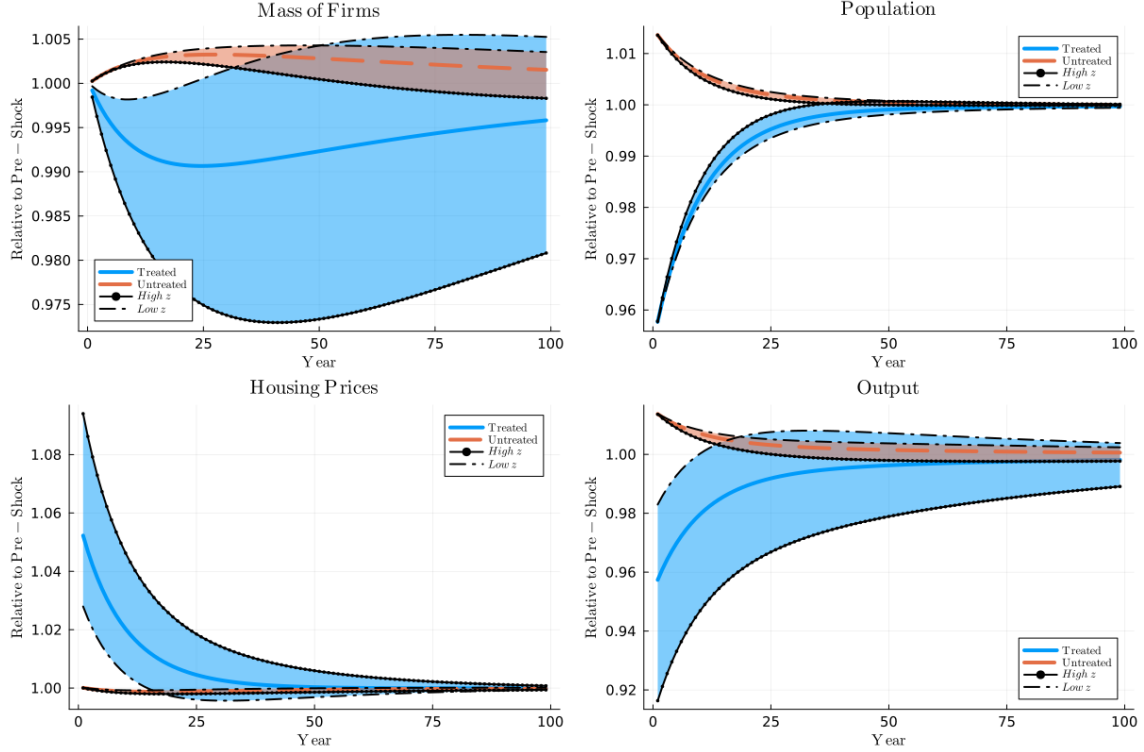 Mass of Firms
Relative to Pre − Shock
1.005
1.000
0.995
0.990
0.985
0.980
0.975
0 25 50 75 100
Year
Treated
Untreated
High z
Low z
Population
Relative to Pre − Shock
1.01
1.00
0.99
0.98
0.97
0.96
0 25 50 75 100
Year
Treated
Untreated
High z
Low z
Housing Prices
Relative to Pre − Shock
1.08
1.06
1.04
1.02
1.00
0 25 50 75 100
Year
Treated
Untreated
High z
Low z
Output
Relative to Pre − Shock
1.00
0.98
0.96
0.94
0.92
0 25 50 75 100
Year
Treated
Untreated
High z
Low z